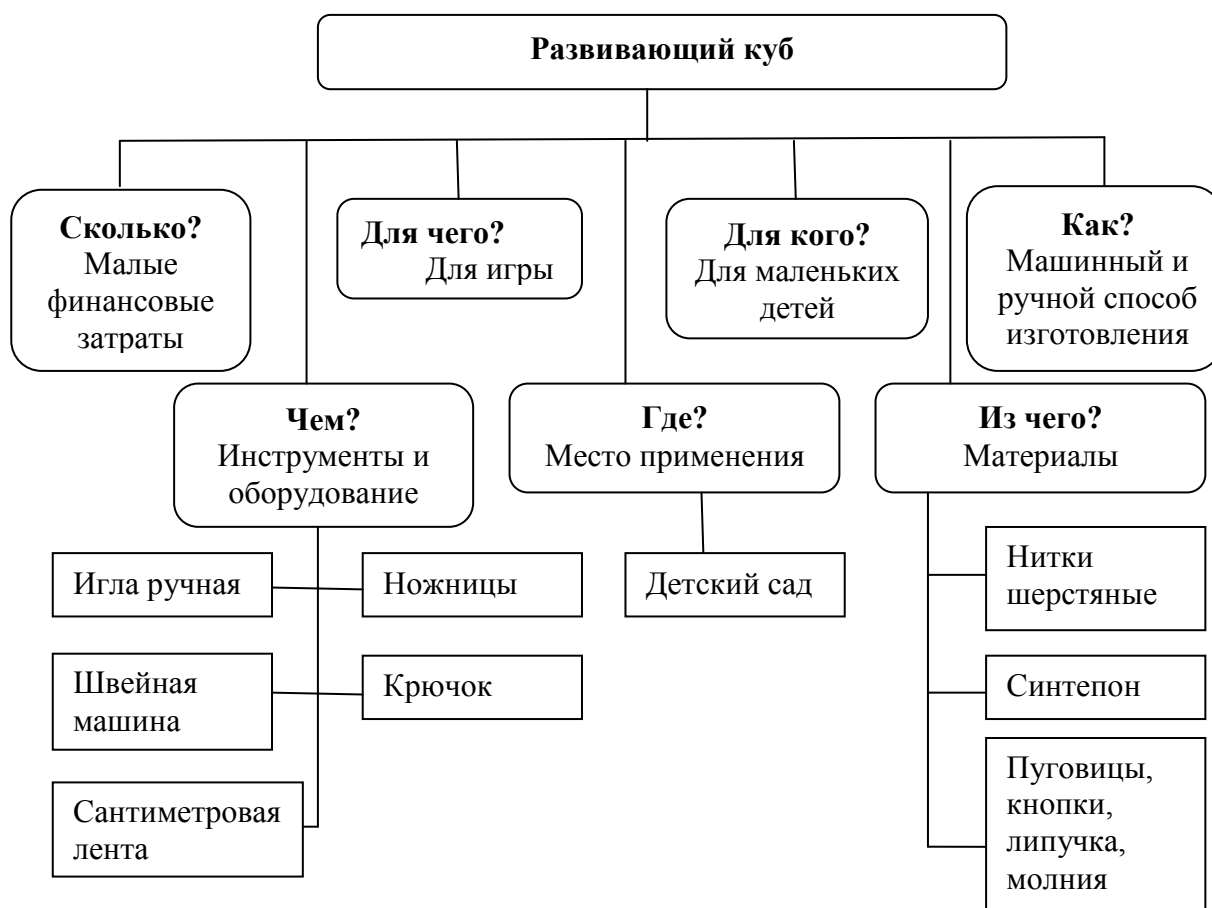 Развивающий куб
Сколько?
Малые
финансовые
затраты
Для чего?
Для игры
Для кого?
Для маленьких
детей
Как?
Машинный и
ручной способ
изготовления
Чем?
Инструменты и
оборудование
Где?
Место применения
Из чего?
Материалы
Игла ручная
Ножницы
Швейная
машина
Крючок
Сантиметровая
лента
Детский сад
Нитки
шерстяные
Синтепон
Пуговицы,
кнопки,
липучка,
молния